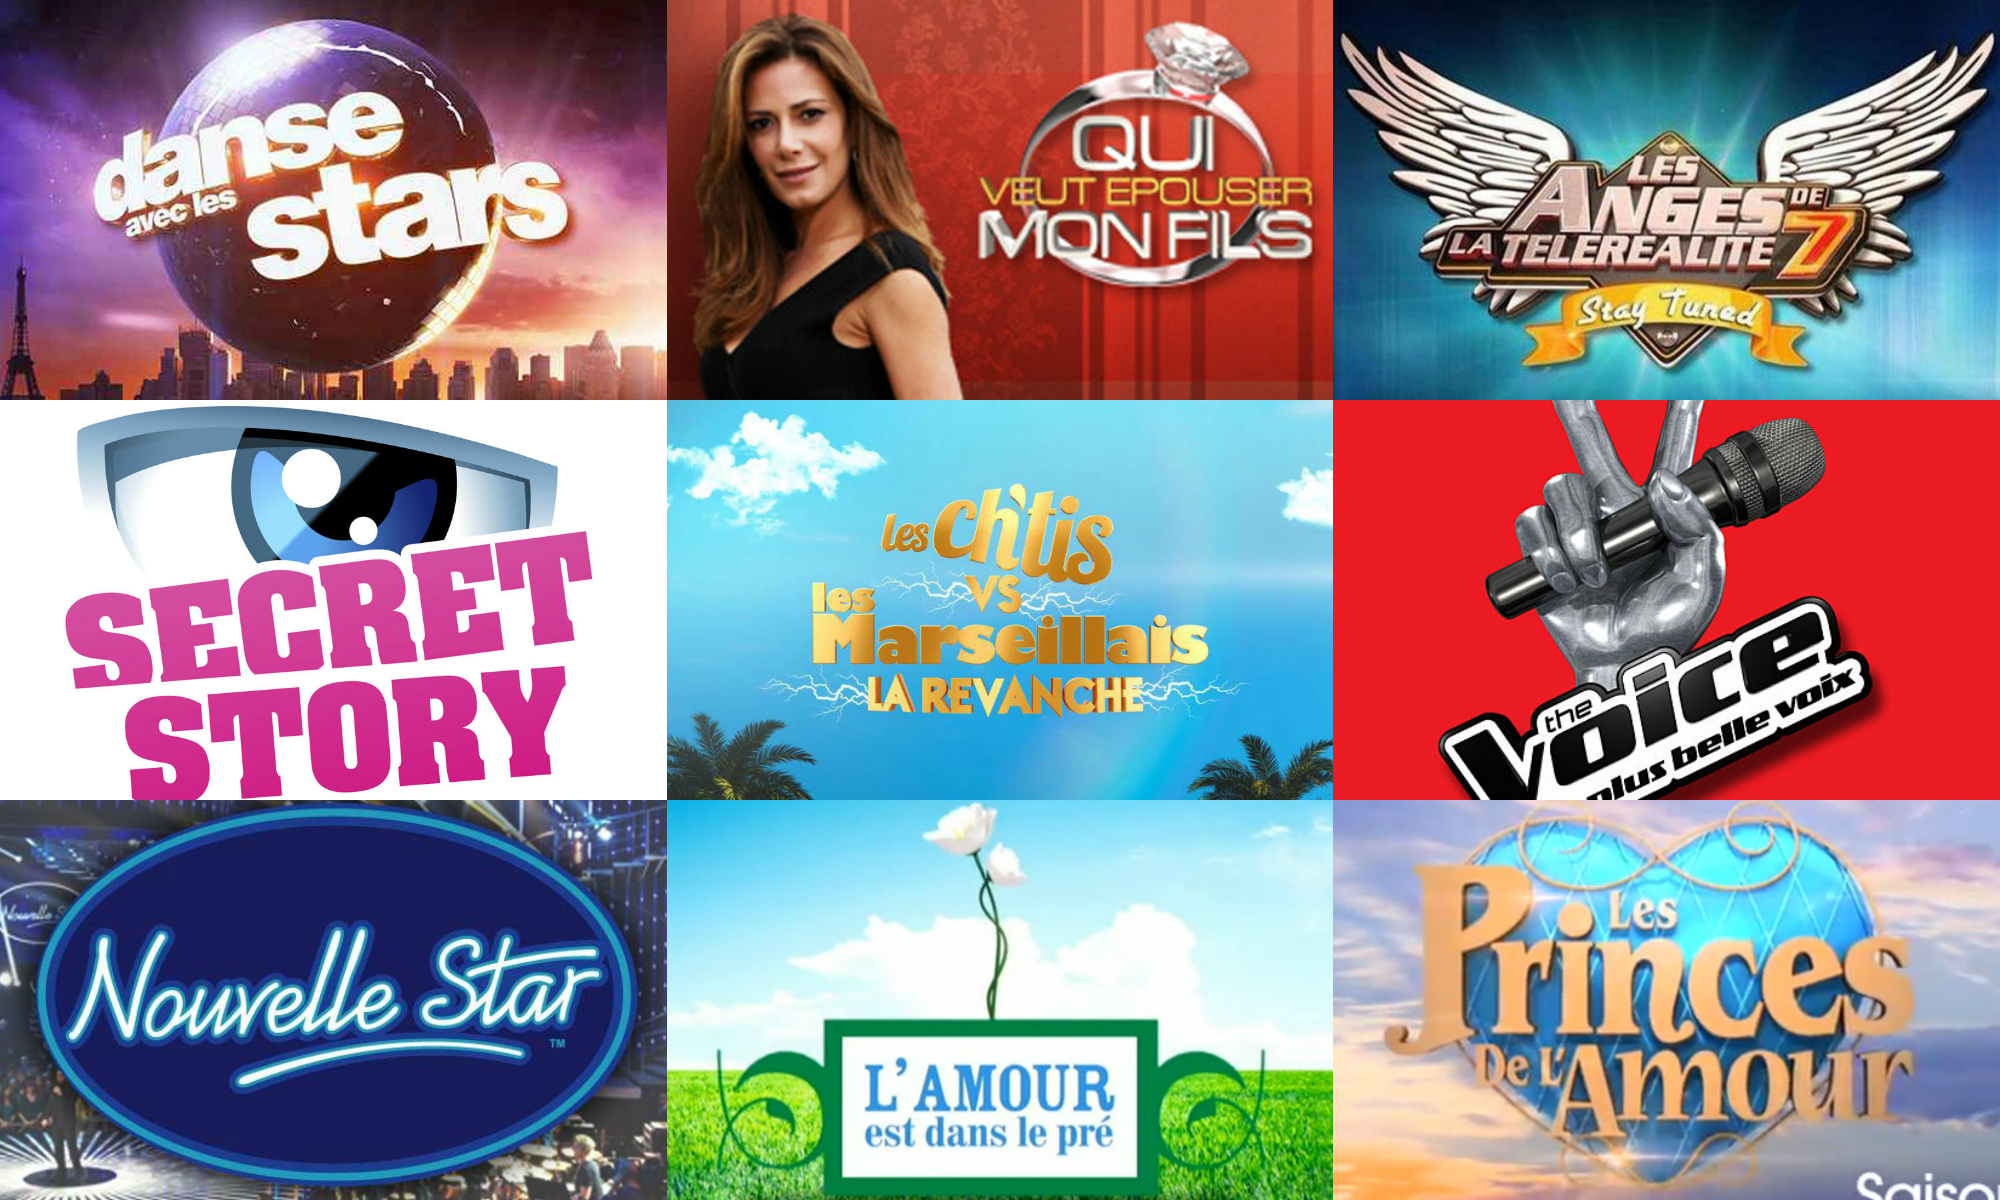 danse
avec les
stars
QUI
VEUT EPOUSER
MON FILS
LES
ANGES DE
LA TELEREALITE 7
Stay Tuned
SECRET
STORY
les ch'tis
VS
les
Marseillais
LA REVANCHE
the
Voice
plus belle voix
Nouvelle Star
TM
L'AMOUR
est dans le pré
Les
Princes
De L'Amour